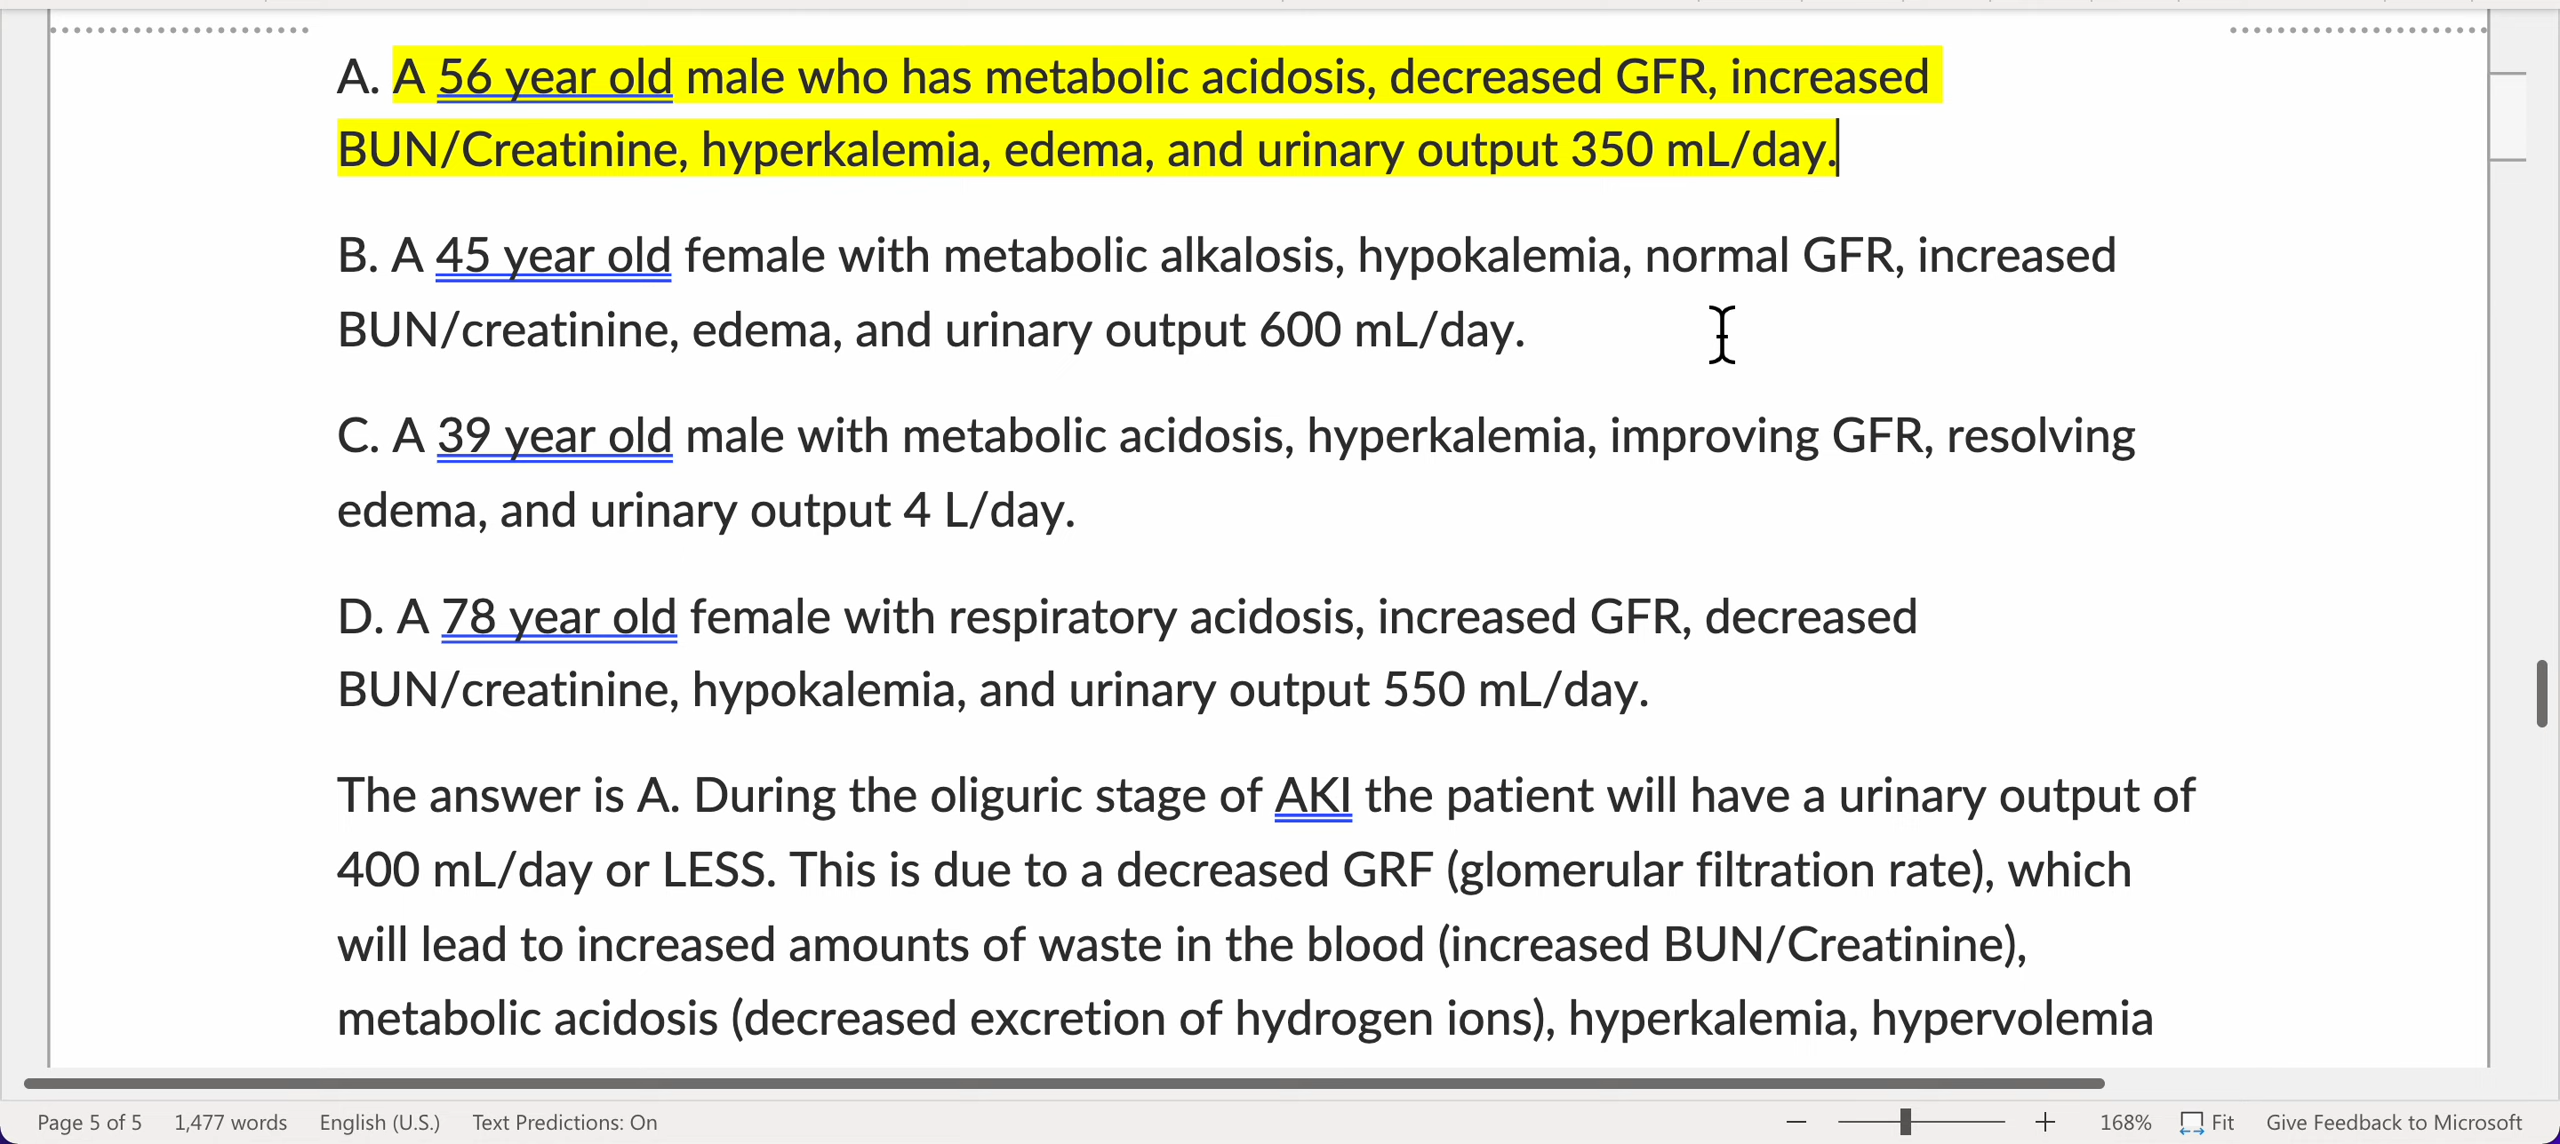 A. A 56 year old male who has metabolic acidosis, decreased GFR, increased
BUN/Creatinine, hyperkalemia, edema, and urinary output 350 mL/day.
B. A 45 year old female with metabolic alkalosis, hypokalemia, normal GFR, increased
BUN/creatinine, edema, and urinary output 600 mL/day.
C. A 39 year old male with metabolic acidosis, hyperkalemia, improving GFR, resolving
edema, and urinary output 4 L/day.
D. A 78 year old female with respiratory acidosis, increased GFR, decreased
BUN/creatinine, hypokalemia, and urinary output 550 mL/day.
The answer is A. During the oliguric stage of AKI the patient will have a urinary output of
400 mL/day or LESS. This is due to a decreased GRF (glomerular filtration rate), which
will lead to increased amounts of waste in the blood (increased BUN/Creatinine),
metabolic acidosis (decreased excretion of hydrogen ions), hyperkalemia, hypervolemia
Page 5 of 5 1,477 words English (U.S.) Text Predictions: On 168% Fit Give Feedback to Microsoft